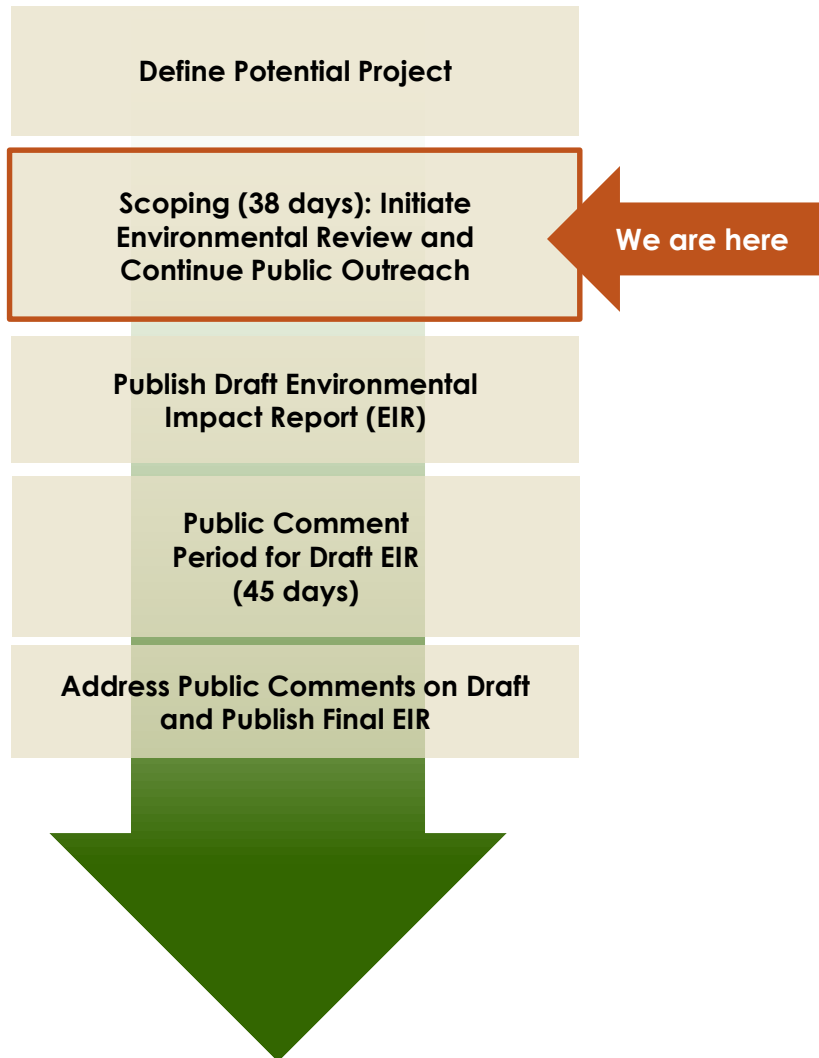 Define Potential Project
Scoping (38 days): Initiate
Environmental Review and
Continue Public Outreach
We are here
Publish Draft Environmental
Impact Report (EIR)
Public Comment
Period for Draft EIR
(45 days)
Address Public Comments on Draft
and Publish Final EIR